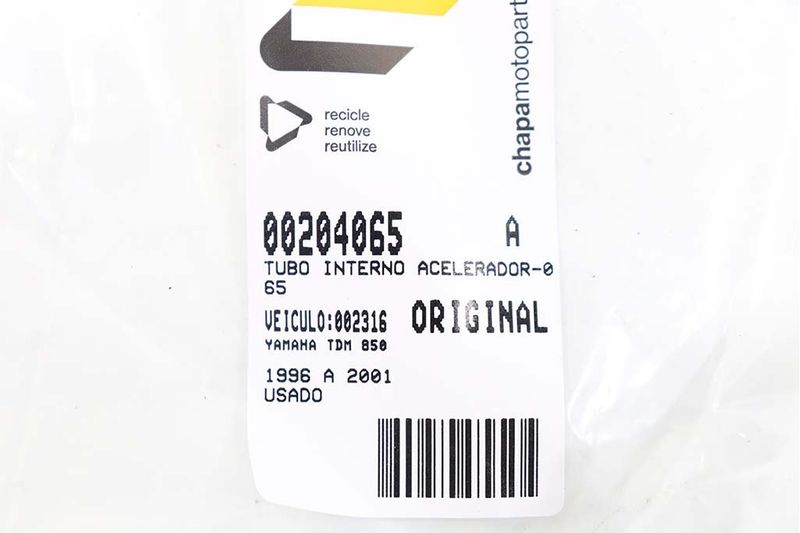 chapamotopart
recicle
renove
reutilize
00204065 A
TUBO INTERNO ACELERADOR-0
65
VEICULO:002316 ORIGINAL
YAMAHA TDM 850
1996 A 2001
USADO